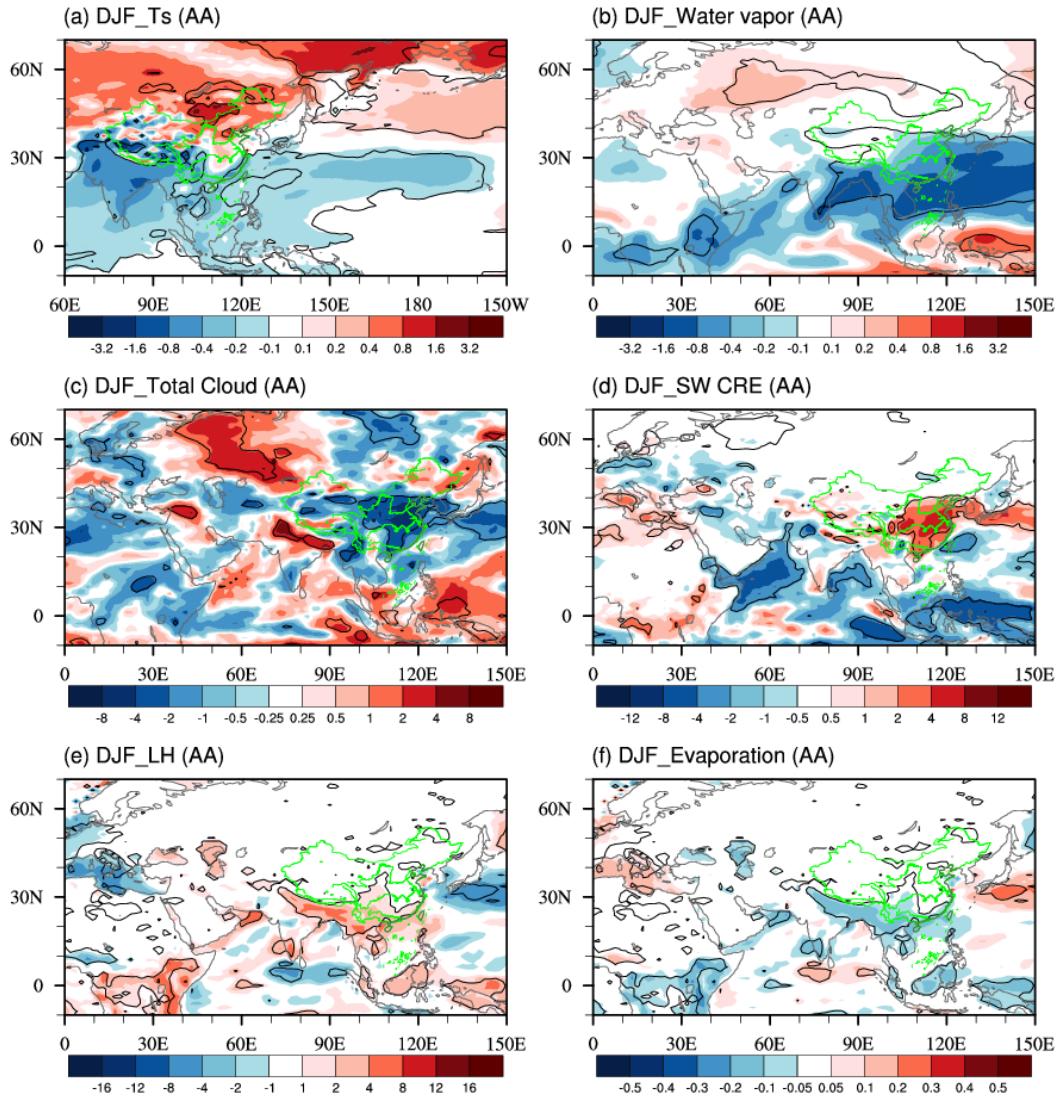 (a) DJF_Ts (AA)
60N
30N
0
60E 90E 120E 150E 180 150W
-3.2 -1.6 -0.8 -0.4 -0.2 -0.1 0.1 0.2 0.4 0.8 1.6 3.2
(b) DJF_Water vapor (AA)
60N
30N
0
0 30E 60E 90E 120E 150E
-3.2 -1.6 -0.8 -0.4 -0.2 -0.1 0.1 0.2 0.4 0.8 1.6 3.2
(c) DJF_Total Cloud (AA)
60N
30N
0
0 30E 60E 90E 120E 150E
-8 -4 -2 -1 -0.5 -0.25 0.25 0.5 1 2 4 8
(d) DJF_SW CRE (AA)
60N
30N
0
0 30E 60E 90E 120E 150E
-12 -8 -4 -2 -1 -0.5 0.5 1 2 4 8 12
(e) DJF_LH (AA)
60N
30N
0
0 30E 60E 90E 120E 150E
-16 -12 -8 -4 -2 -1 1 2 4 8 12 16
(f) DJF_Evaporation (AA)
60N
30N
0
0 30E 60E 90E 120E 150E
-0.5 -0.4 -0.3 -0.2 -0.1 -0.05 0.05 0.1 0.2 0.3 0.4 0.5